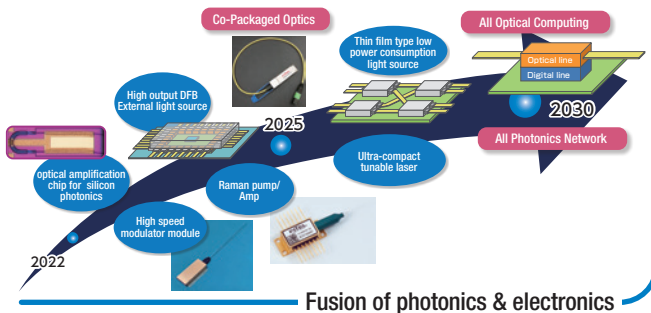 Co-Packaged Optics
All Optical Computing
Thin film type low
power consumption
light source
Optical line
Digital line
High output DFB
External light source
2030
2025
All Photonics Network
optical amplification
chip for silicon
photonics
Ultra-compact
tunable laser
Raman pump/
Amp
High speed
modulator module
2022
Fusion of photonics & electronics